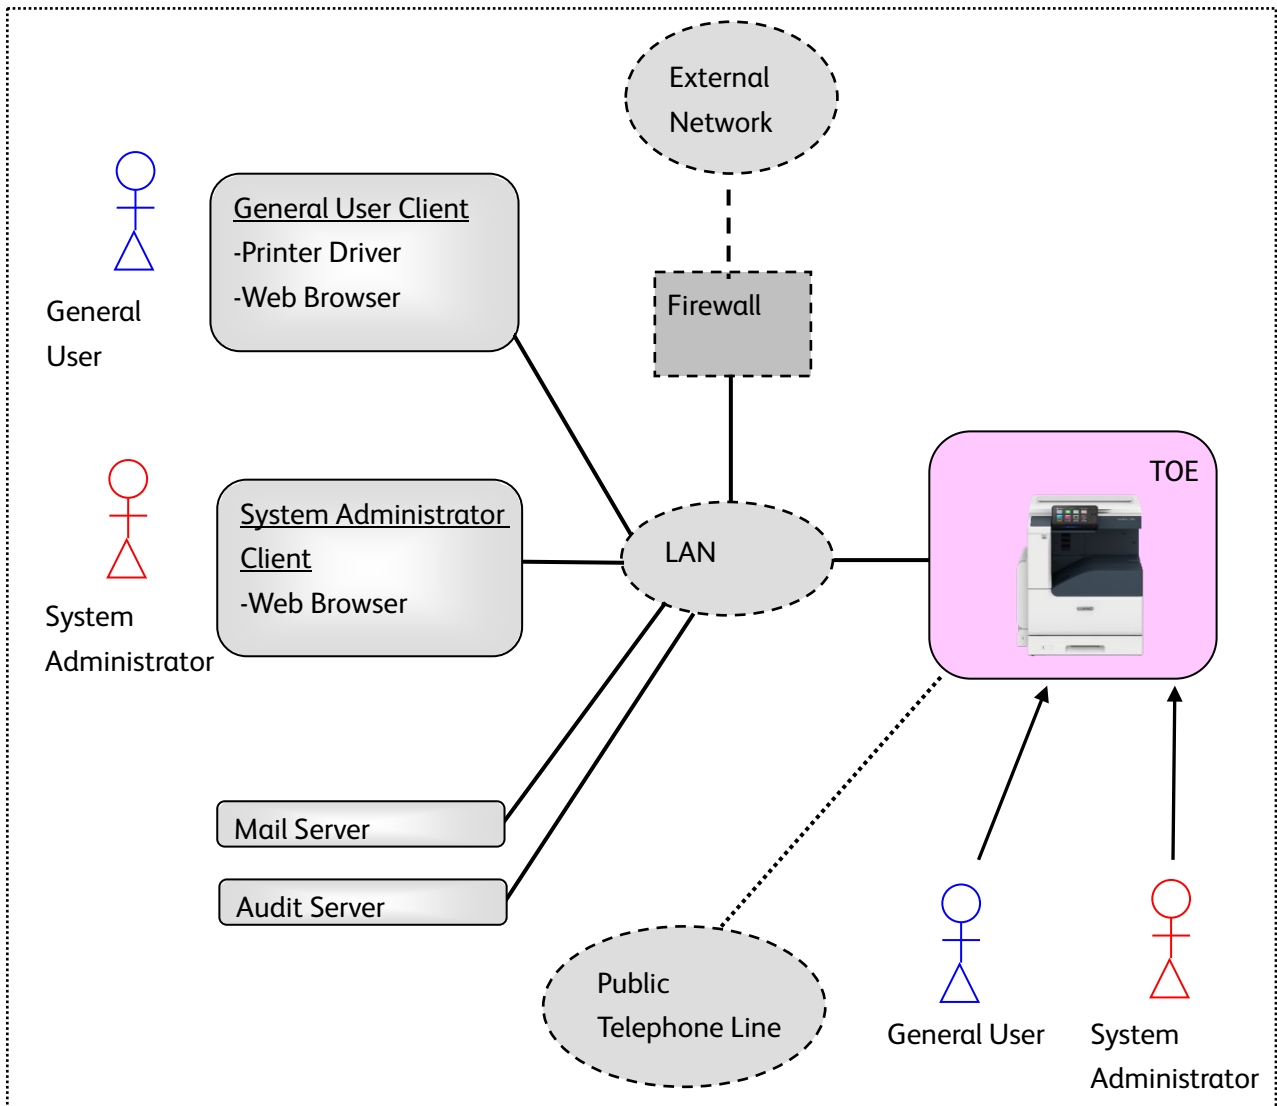 External
Network
General User Client
-Printer Driver
-Web Browser
General
User
Firewall
TOE
System Administrator
Client
-Web Browser
LAN
System
Administrator
Mail Server
Audit Server
Public
Telephone Line
General User
System
Administrator